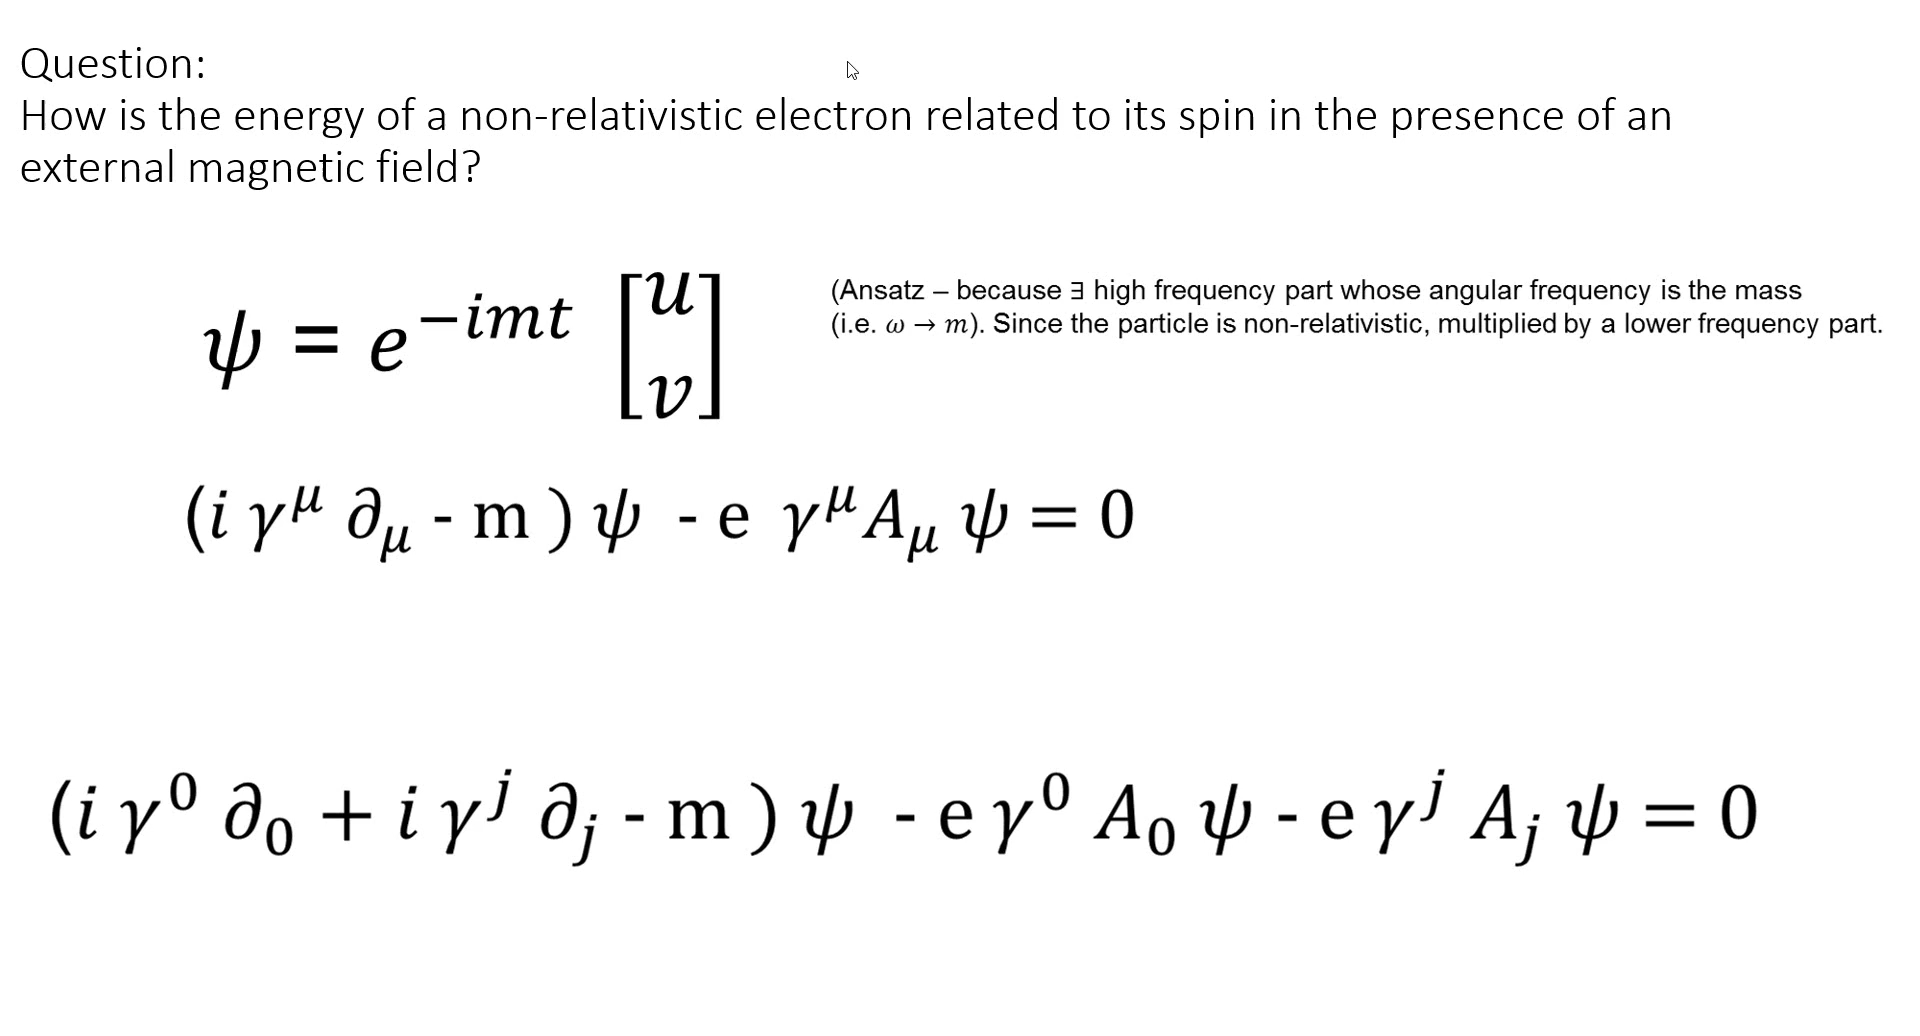 Question:
How is the energy of a non-relativistic electron related to its spin in the presence of an
external magnetic field?
ψ = e^{−imt} [u v]
(Ansatz – because ∃ high frequency part whose angular frequency is the mass
(i.e. ω → m). Since the particle is non-relativistic, multiplied by a lower frequency part.
(i γ^μ ∂_μ - m ) ψ - e γ^μ A_μ ψ = 0
(i γ^0 ∂_0 + i γ^j ∂_j - m ) ψ - e γ^0 A_0 ψ - e γ^j A_j ψ = 0